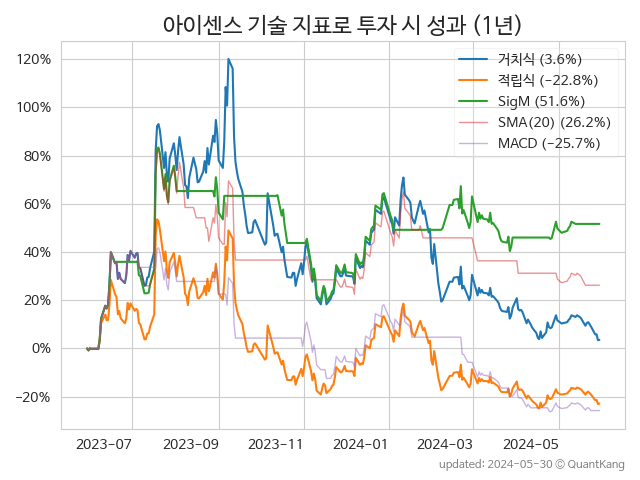 아이센스 기술 지표로 투자 시 성과 (1년)
120%
100%
80%
60%
40%
20%
0%
−20%
거치식 (3.6%)
적립식 (−22.8%)
SigM (51.6%)
SMA(20) (26.2%)
MACD (−25.7%)
2023-07 2023-09 2023-11 2024-01 2024-03 2024-05
updated: 2024-05-30 ⓒ QuantKang